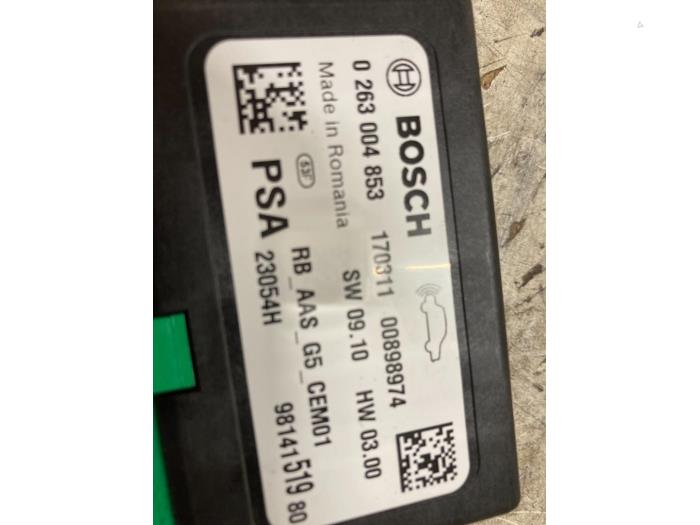 BOSCH
0 263 004 853 170311 00898974
Made in Romania SW 09.10 HW 03.00
PSA RB_AAS_G5_CEM01
23054H 98141519 80